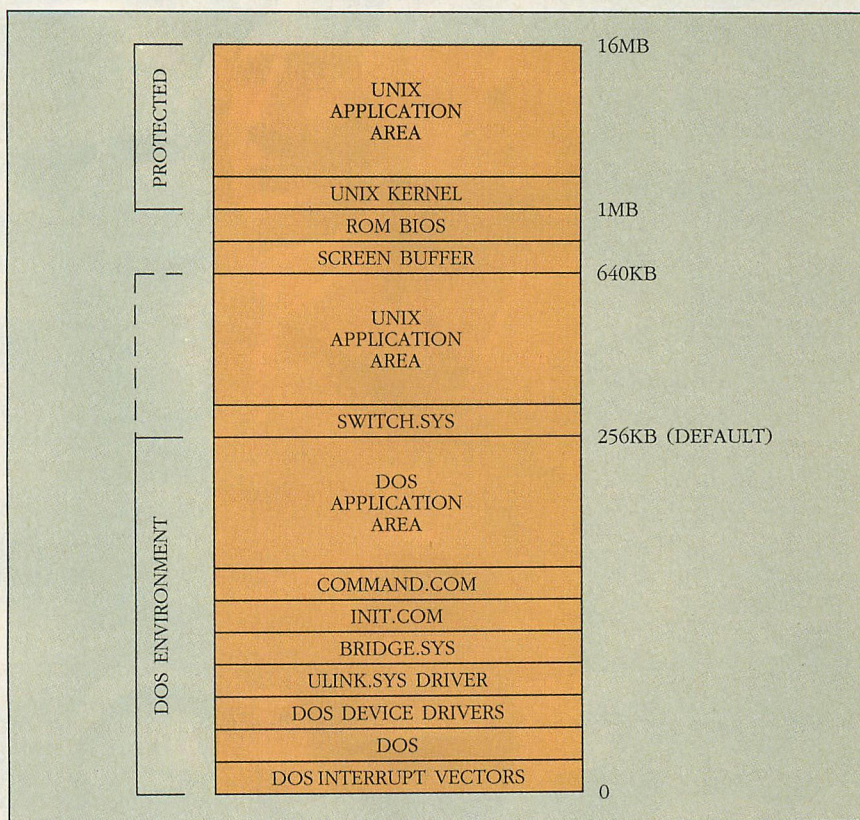 16MB
UNIX
APPLICATION
AREA
PROTECTED
UNIX KERNEL
1MB
ROM BIOS
SCREEN BUFFER
640KB
UNIX
APPLICATION
AREA
SWITCH.SYS
256KB (DEFAULT)
DOS
APPLICATION
AREA
DOS ENVIRONMENT
COMMAND.COM
INIT.COM
BRIDGE.SYS
ULINK.SYS DRIVER
DOS DEVICE DRIVERS
DOS
DOS INTERRUPT VECTORS
0